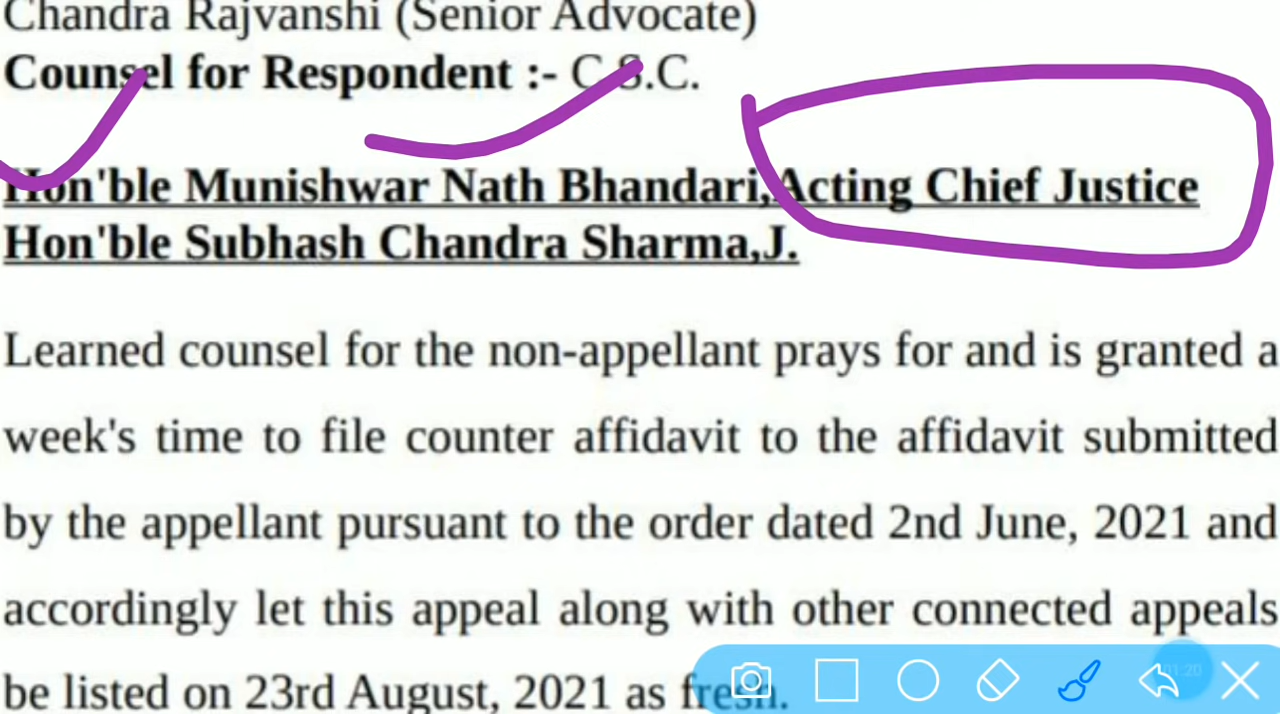 Chandra Rajvanshi (Senior Advocate)
Counsel for Respondent :- C.S.C.
Hon'ble Munishwar Nath Bhandari,Acting Chief Justice
Hon'ble Subhash Chandra Sharma,J.
Learned counsel for the non-appellant prays for and is granted a
week's time to file counter affidavit to the affidavit submitted
by the appellant pursuant to the order dated 2nd June, 2021 and
accordingly let this appeal along with other connected appeals
be listed on 23rd August, 2021 as fresh.
01:20